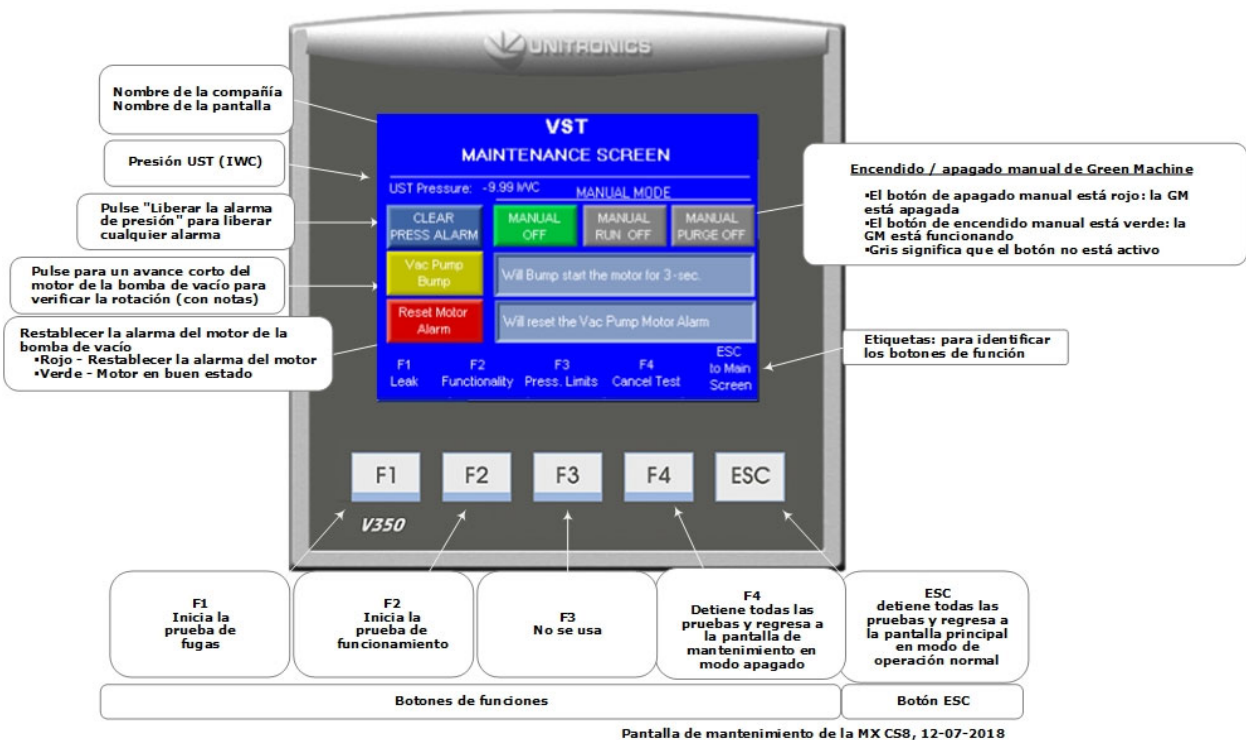 UNITRONICS
Nombre de la compañía
Nombre de la pantalla
Presión UST (IWC)
Pulse "Liberar la alarma
de presión" para liberar
cualquier alarma
Pulse para un avance corto del
motor de la bomba de vacío para
verificar la rotación (con notas)
Restablecer la alarma del motor de la
bomba de vacío
▪Rojo - Restablecer la alarma del motor
▪Verde - Motor en buen estado
VST
MAINTENANCE SCREEN
UST Pressure: -9.99 IWC
MANUAL MODE
CLEAR
PRESS ALARM
MANUAL
OFF
MANUAL
RUN OFF
MANUAL
PURGE OFF
Vac Pump
Bump
Will Bump start the motor for 3-sec.
Reset Motor
Alarm
Will reset the Vac Pump Motor Alarm
F1
Leak
F2
Functionality
F3
Press. Limits
F4
Cancel Test
ESC
to Main
Screen
Encendido / apagado manual de Green Machine
▪El botón de apagado manual está rojo: la GM
está apagada
▪El botón de encendido manual está verde: la
GM está funcionando
▪Gris significa que el botón no está activo
Etiquetas: para identificar
los botones de función
F1 F2 F3 F4 ESC
V350
F1
Inicia la
prueba de
fugas
F2
Inicia la
prueba de
funcionamiento
F3
No se usa
F4
Detiene todas las
pruebas y regresa a
la pantalla de
mantenimiento en
modo apagado
ESC
detiene todas las
pruebas y regresa a
la pantalla principal
en modo de
operación normal
Botones de funciones
Botón ESC
Pantalla de mantenimiento de la MX CS8, 12-07-2018